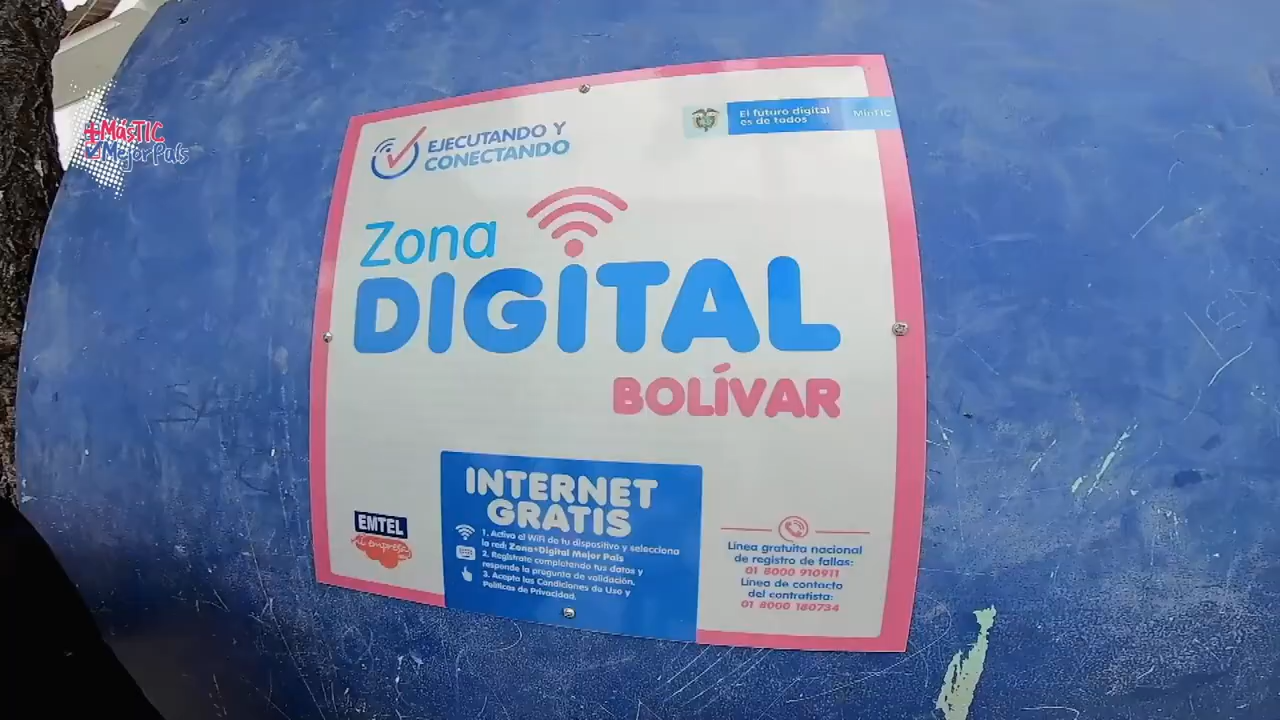 #MásTIC
MejorPaís
EJECUTANDO Y
CONECTANDO
El futuro digital
es de todos
MinTIC
Zona
DIGITAL
BOLÍVAR
EMTEL
INTERNET
GRATIS
1. Activa el WiFi de tu dispositivo y selecciona
la red: Zona+Digital Mejor País
2. Regístrate completando tus datos y
responde la pregunta de validación.
3. Acepta las Condiciones de Uso y
Políticas de Privacidad.
Línea gratuita nacional
de registro de fallas:
01 8000 910911
Línea de contacto
del contratista:
01 8000 180734